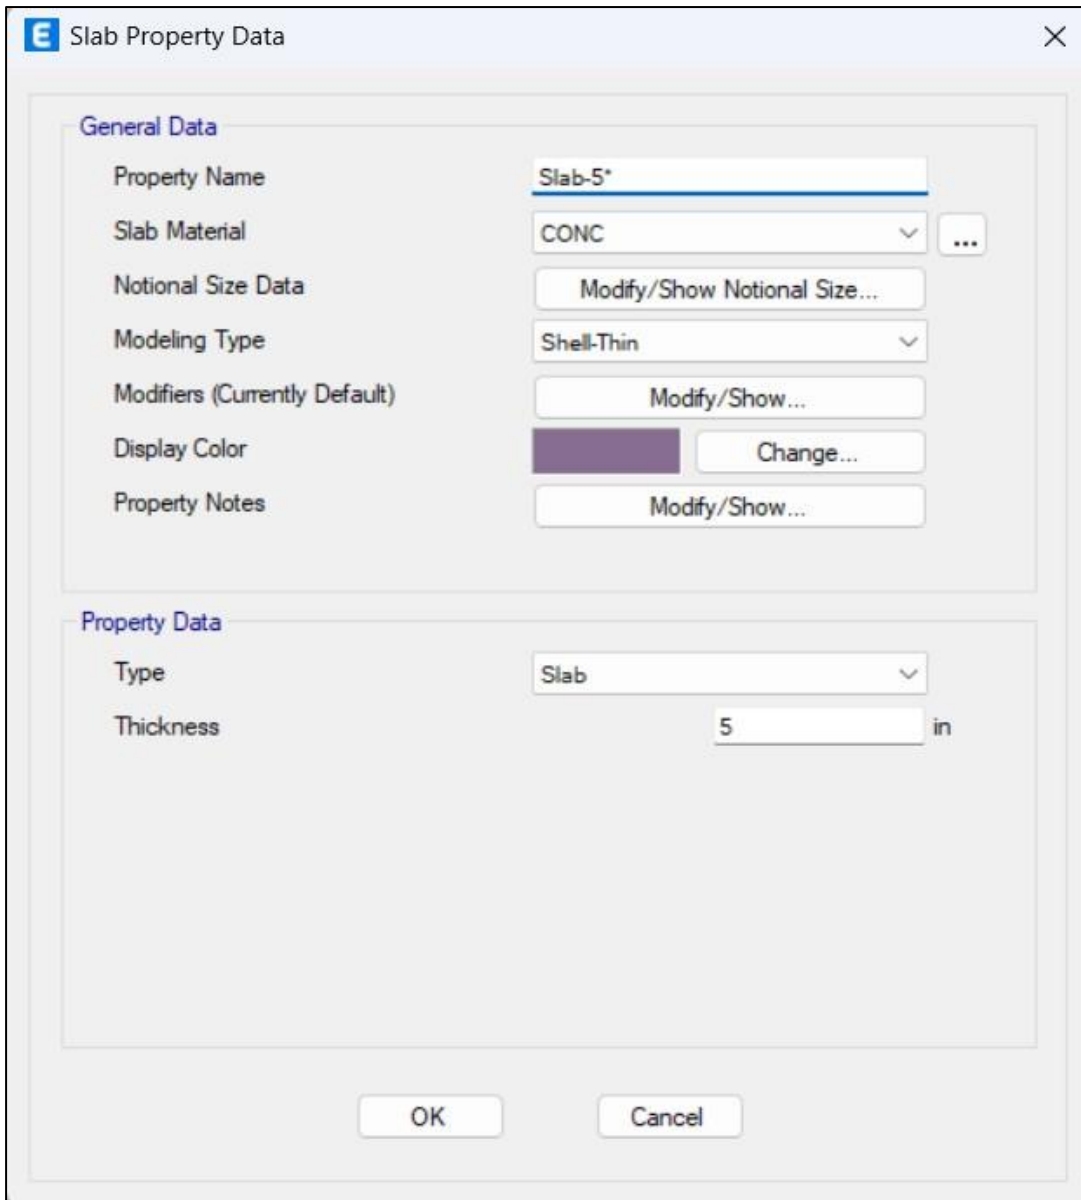 E Slab Property Data
General Data
Property Name Slab-5"
Slab Material CONC ...
Notional Size Data Modify/Show Notional Size...
Modeling Type Shell-Thin
Modifiers (Currently Default) Modify/Show...
Display Color Change...
Property Notes Modify/Show...
Property Data
Type Slab
Thickness 5 in
OK Cancel